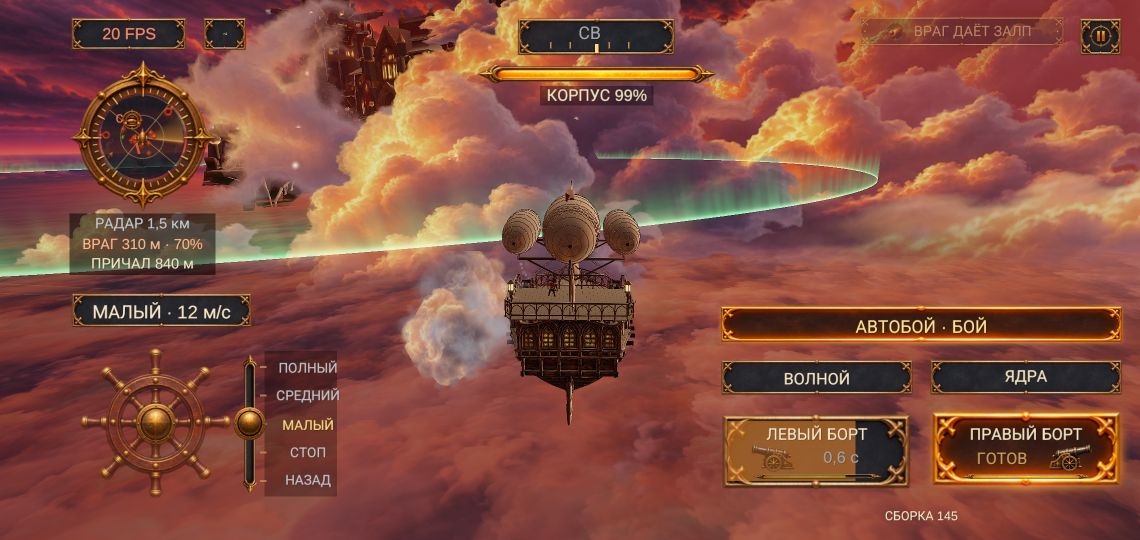 20 FPS
СВ
ВРАГ ДАЁТ ЗАЛП
КОРПУС 99%
С
РАДАР 1,5 км
ВРАГ 310 м · 70%
ПРИЧАЛ 840 м
МАЛЫЙ · 12 м/с
ПОЛНЫЙ
СРЕДНИЙ
МАЛЫЙ
СТОП
НАЗАД
АВТОБОЙ · БОЙ
ВОЛНОЙ
ЯДРА
ЛЕВЫЙ БОРТ
0,6 с
ПРАВЫЙ БОРТ
ГОТОВ
СБОРКА 145